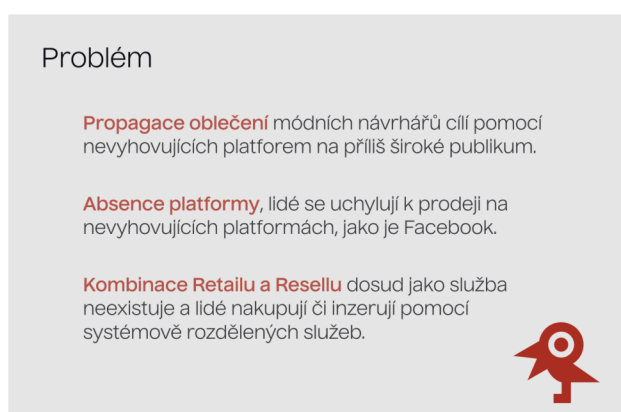 Problém
Propagace oblečení módních návrhářů cílí pomocí
nevyhovujících platforem na příliš široké publikum.
Absence platformy, lidé se uchylují k prodeji na
nevyhovujících platformách, jako je Facebook.
Kombinace Retailu a Resellu dosud jako služba
neexistuje a lidé nakupují či inzerují pomocí
systémově rozdělených služeb.